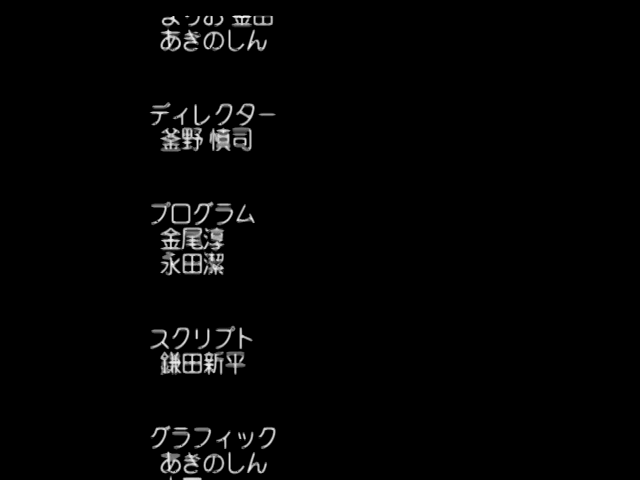 あきのしん
ディレクター
釜野 慎司
プログラム
金尾淳
永田潔
スクリプト
鎌田新平
グラフィック
あきのしん